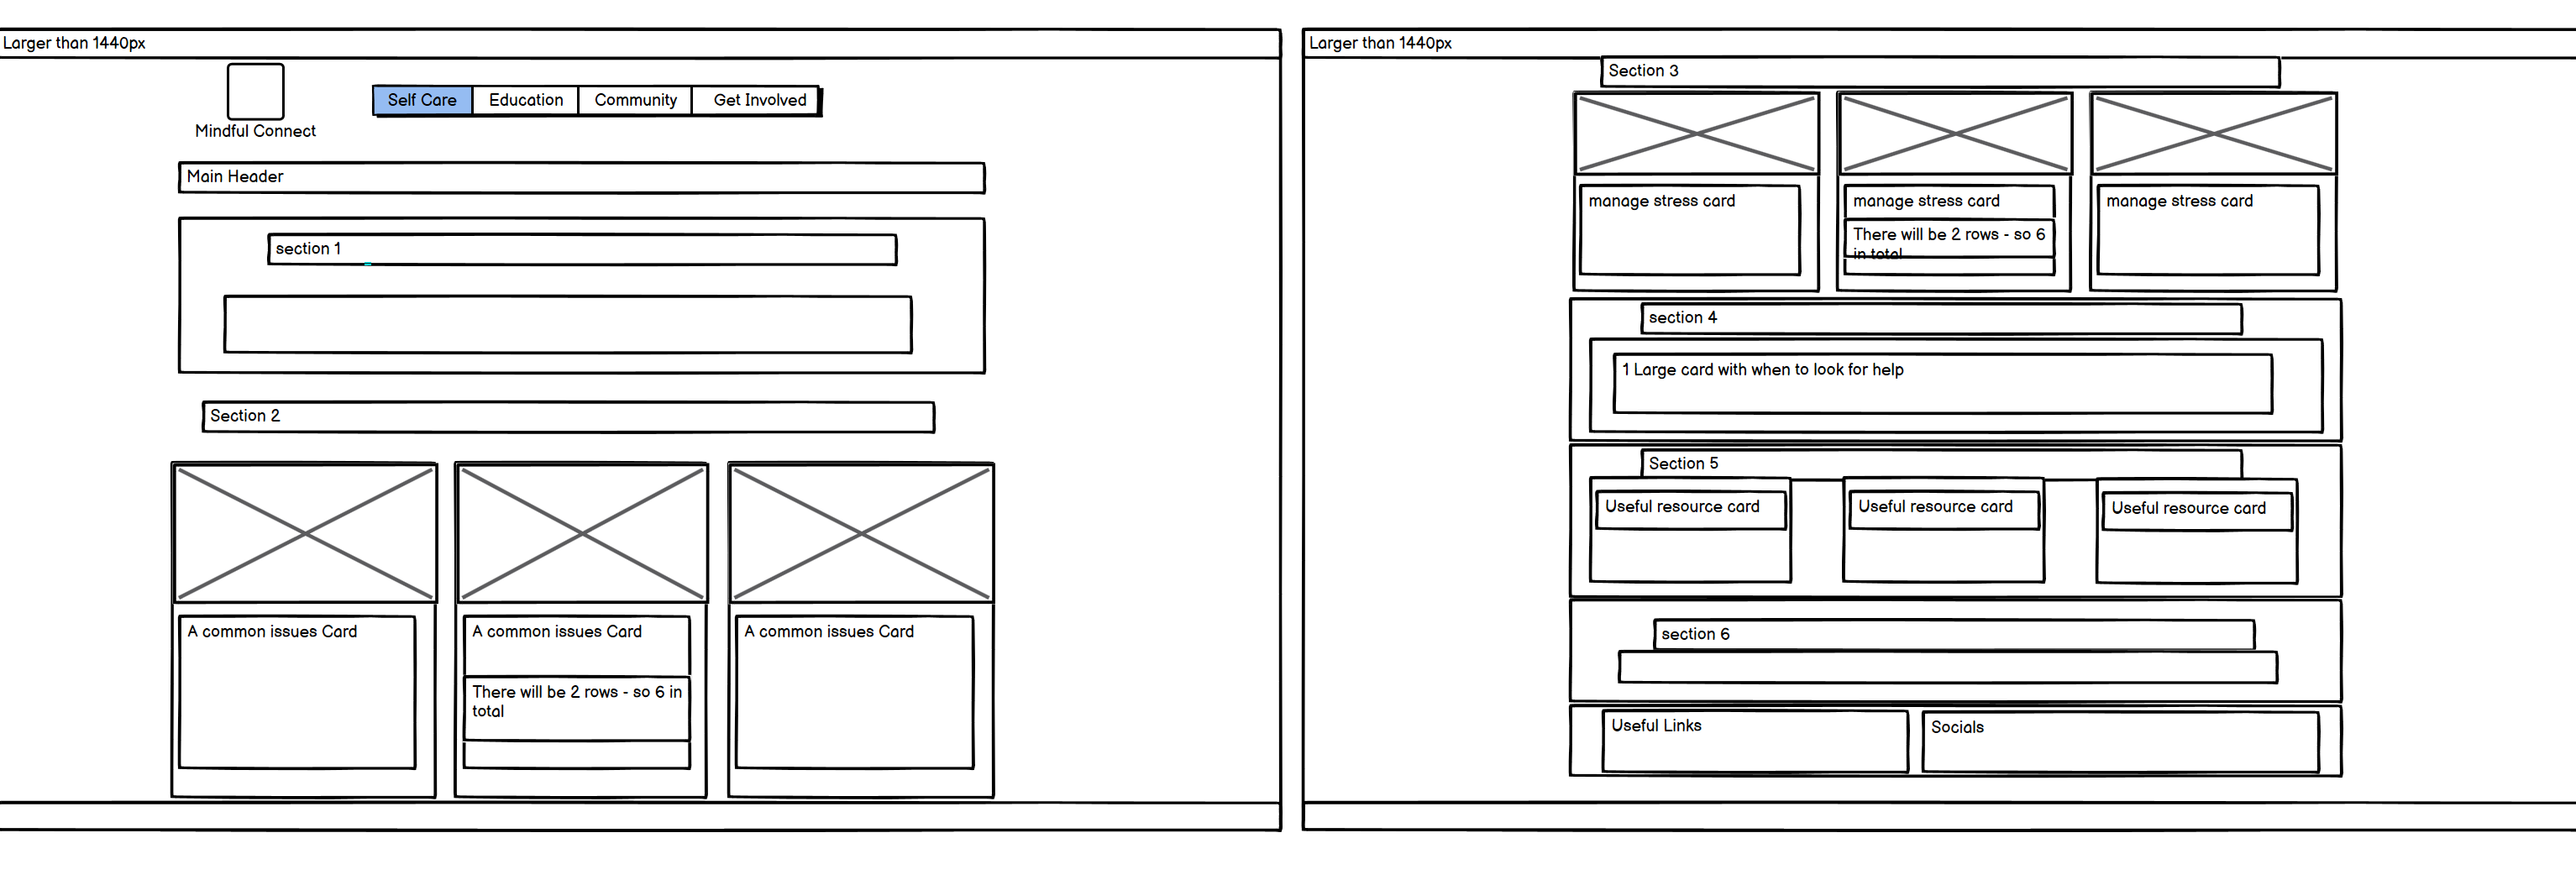 Larger than 1440px
Self Care
Education
Community
Get Involved
Mindful Connect
Main Header
section 1
Section 2
A common issues Card
A common issues Card
There will be 2 rows - so 6 in
total
A common issues Card
Larger than 1440px
Section 3
manage stress card
manage stress card
There will be 2 rows - so 6
in total
manage stress card
section 4
1 Large card with when to look for help
Section 5
Useful resource card
Useful resource card
Useful resource card
section 6
Useful Links
Socials